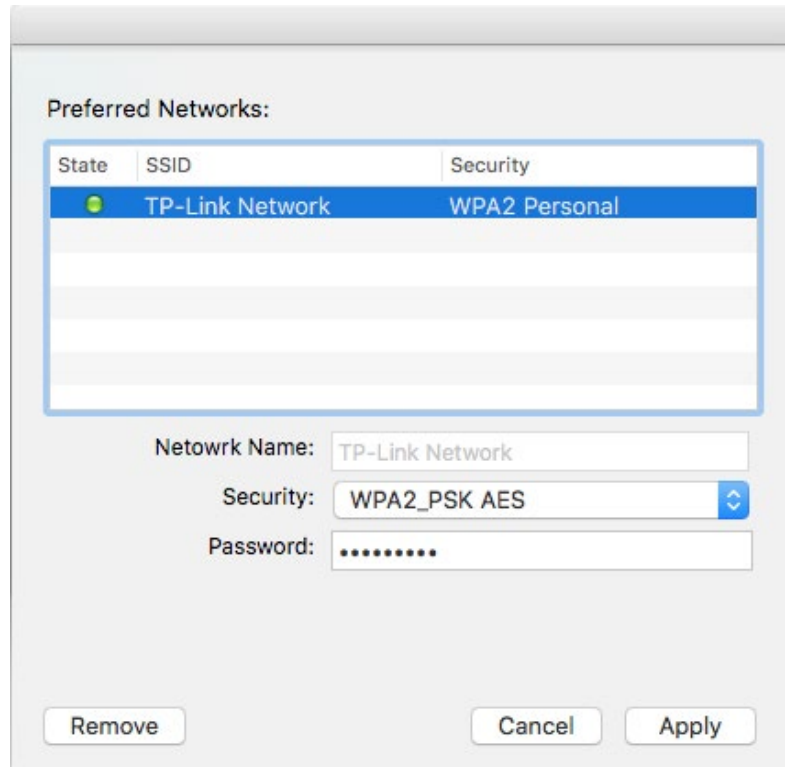 Preferred Networks:
State SSID Security
TP-Link Network WPA2 Personal
Netowrk Name: TP-Link Network
Security: WPA2_PSK AES
Password: •••••••••
Remove Cancel Apply